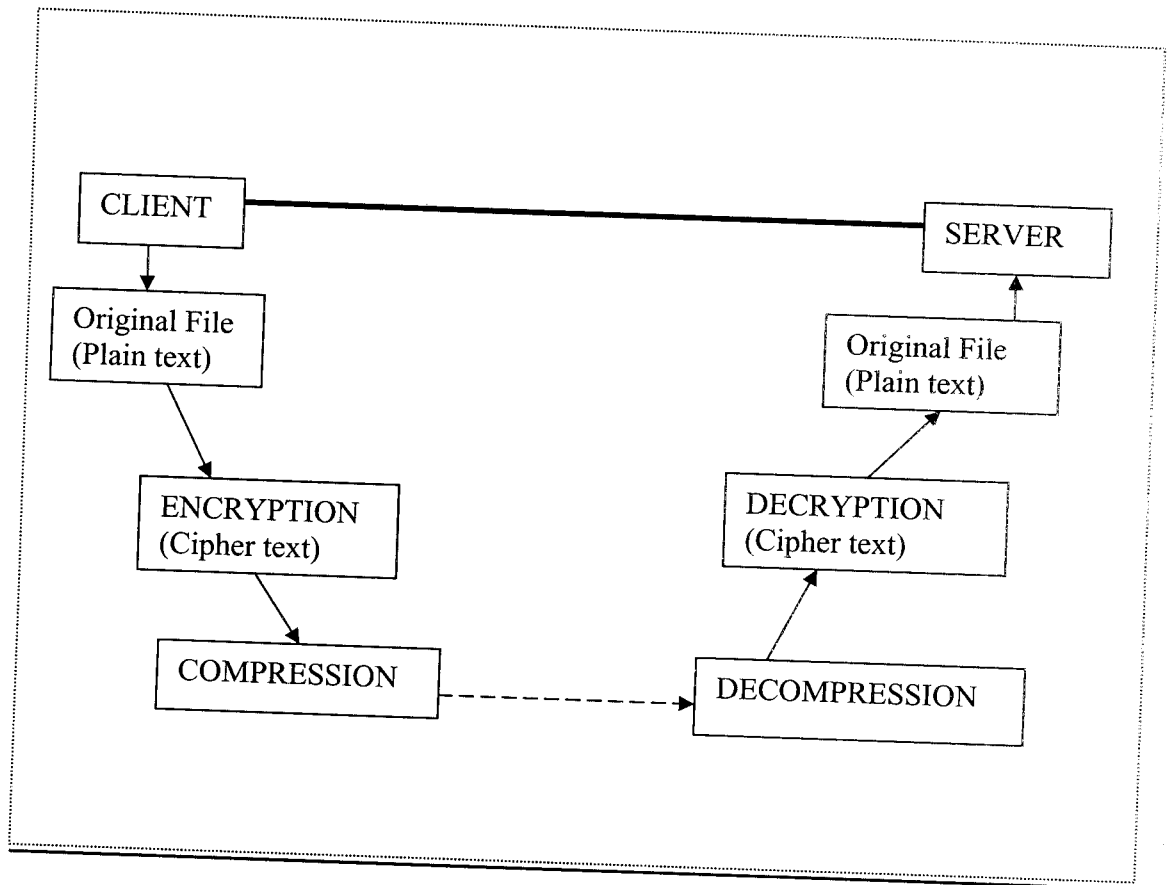 CLIENT
SERVER
Original File
(Plain text)
Original File
(Plain text)
ENCRYPTION
(Cipher text)
DECRYPTION
(Cipher text)
COMPRESSION
DECOMPRESSION